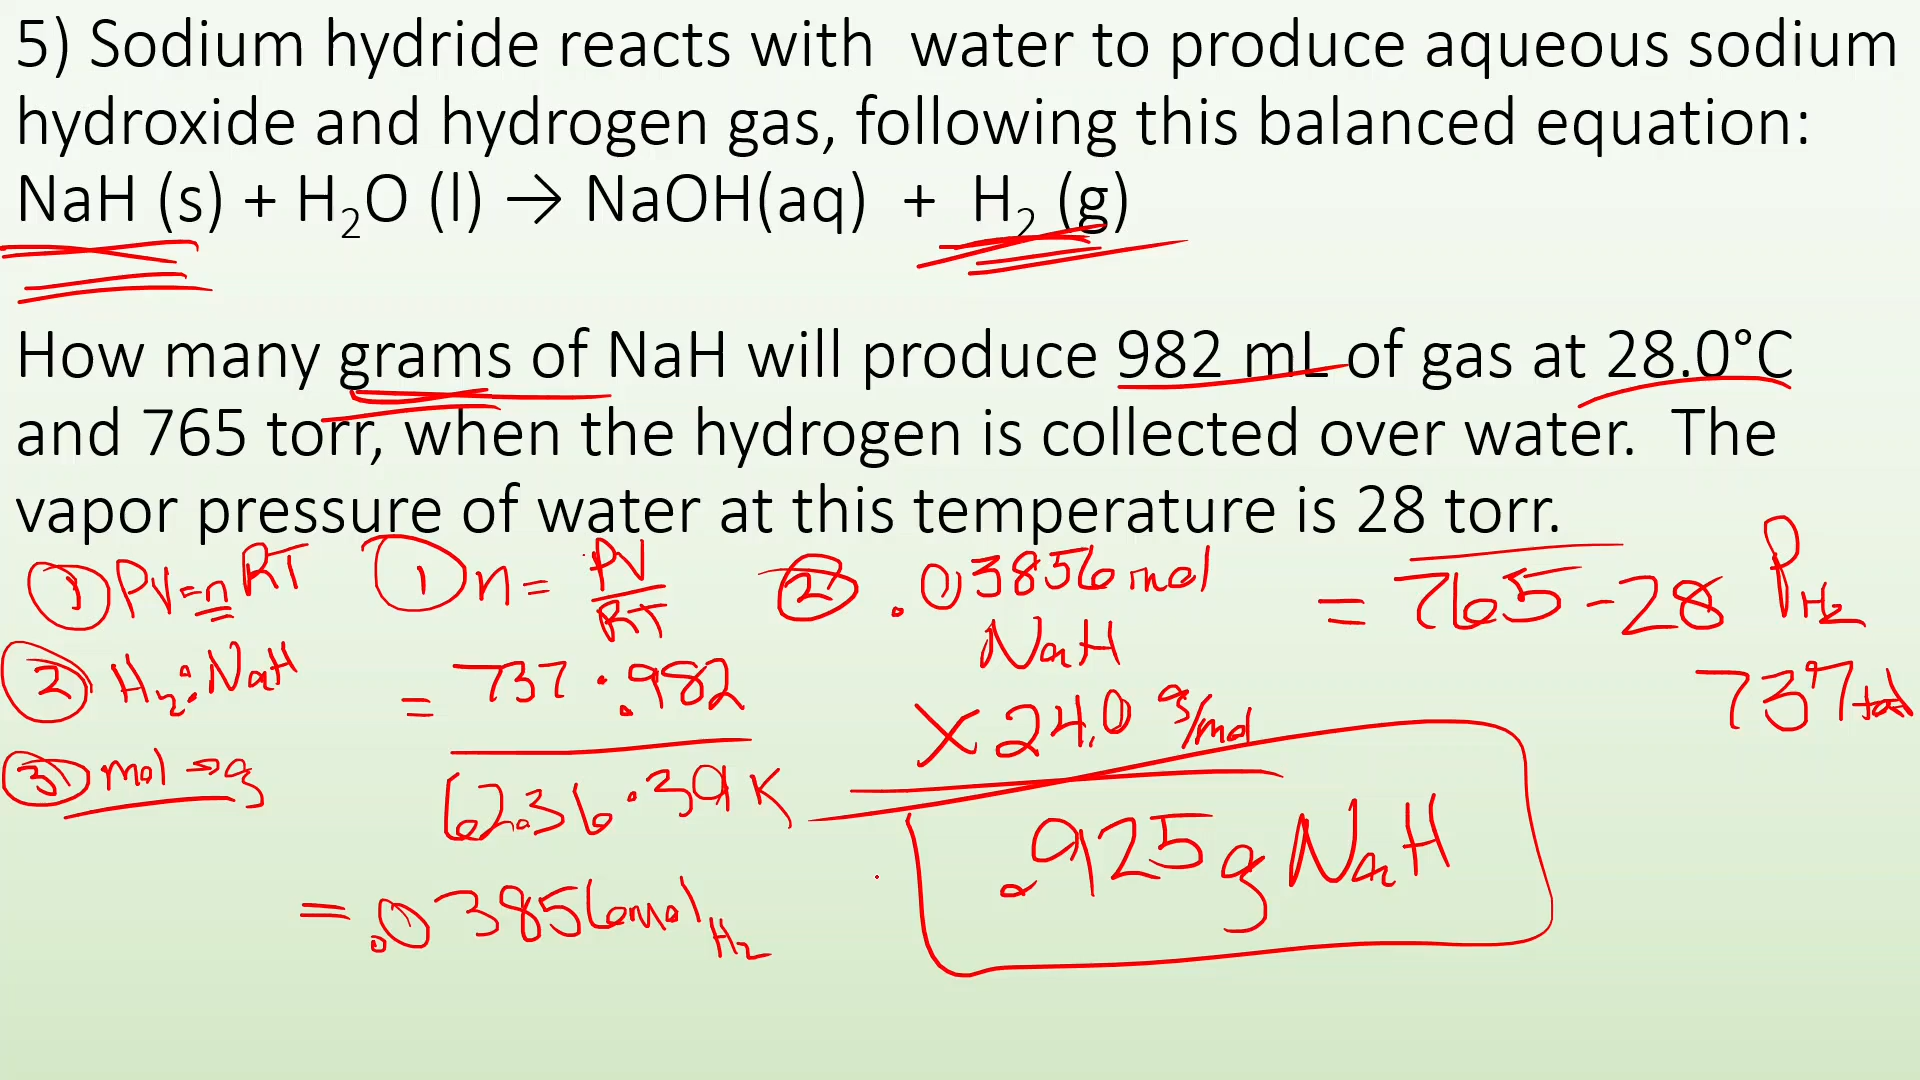 5) Sodium hydride reacts with water to produce aqueous sodium
hydroxide and hydrogen gas, following this balanced equation:
NaH (s) + H₂O (l) → NaOH(aq) + H₂ (g)
How many grams of NaH will produce 982 mL of gas at 28.0°C
and 765 torr, when the hydrogen is collected over water. The
vapor pressure of water at this temperature is 28 torr.
① PV=nRT
② H₂:NaH
③ mol → g
① n = PV/RT
= 737 · .982
62.36 · 301 K
= .03856 mol H₂
② .03856 mol
NaH
× 24.0 g/mol
.925 g NaH
P H₂
= 765 - 28
737